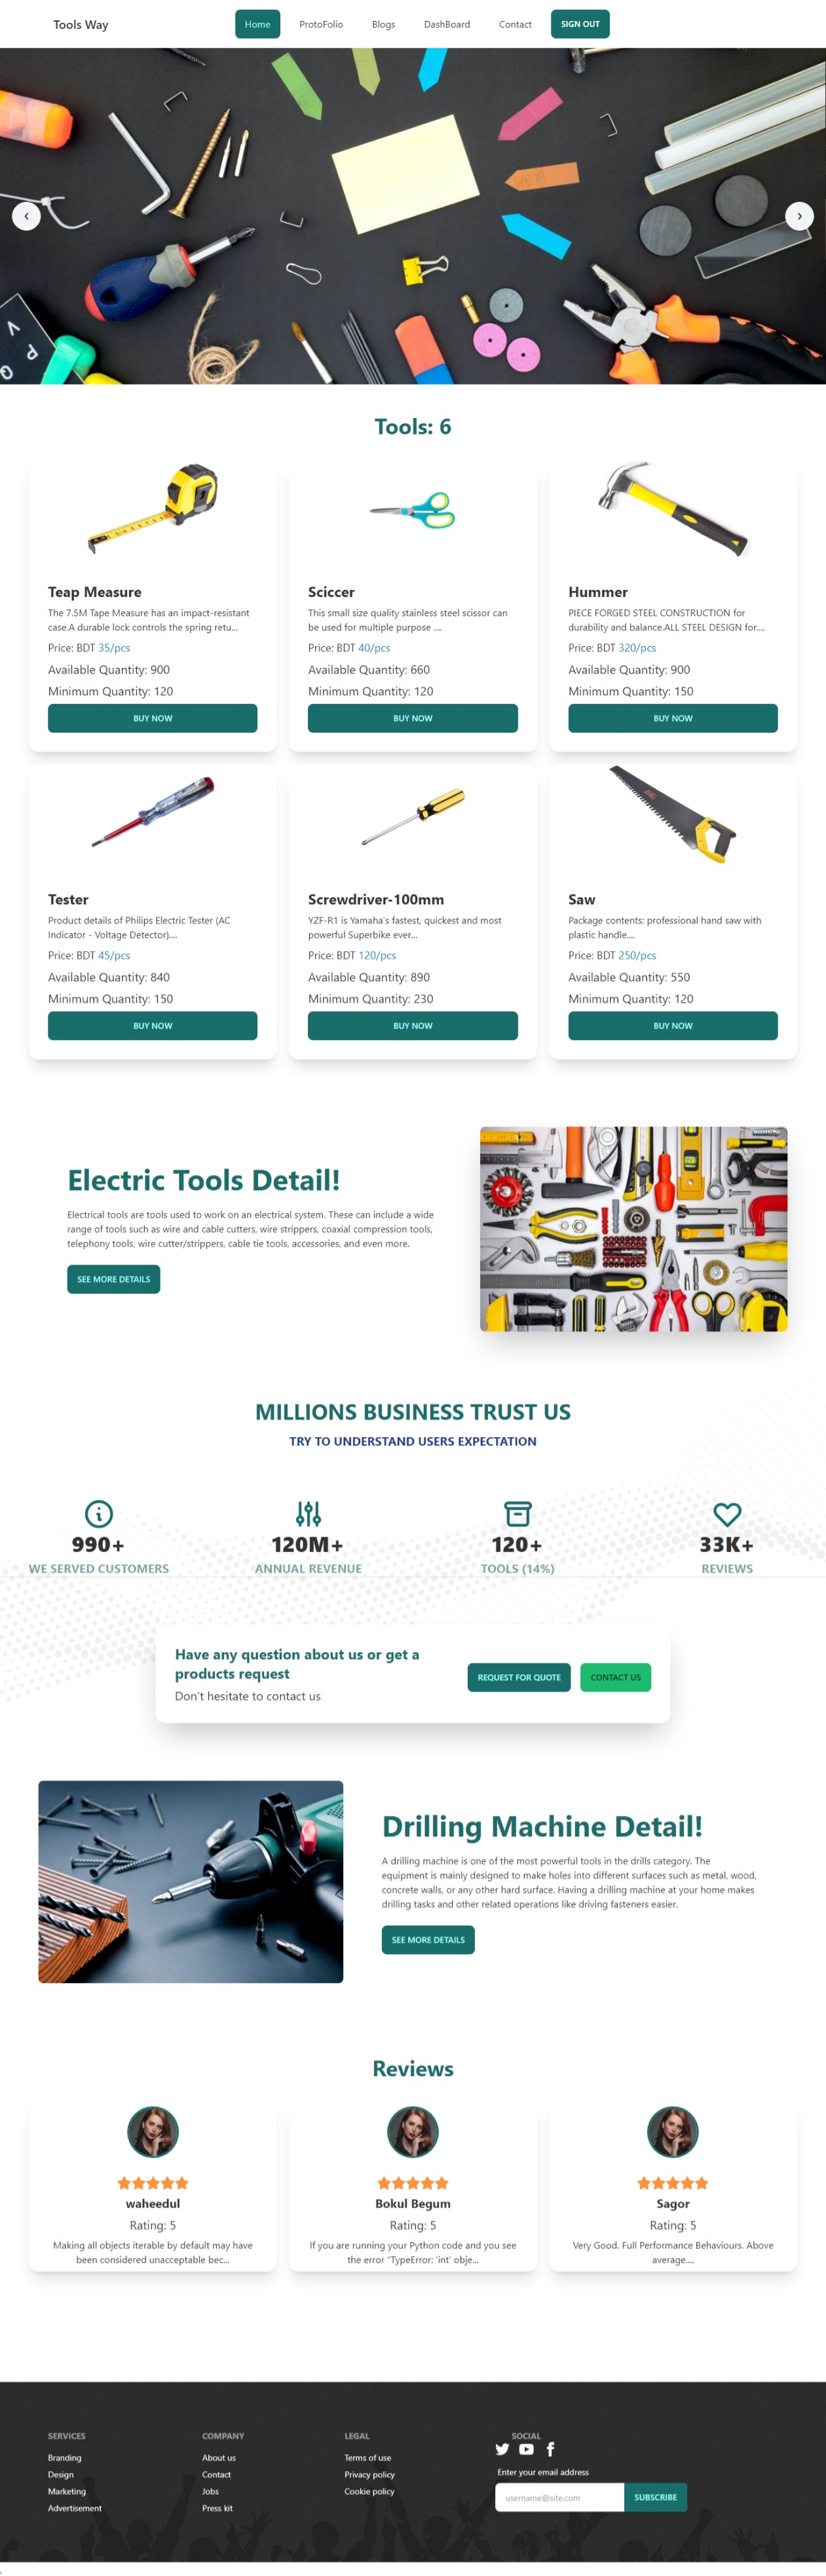 Tools Way
Home
ProtoFolio
Blogs
DashBoard
Contact
SIGN OUT
Tools: 6
Teap Measure
The 7.5M Tape Measure has an impact-resistant
case.A durable lock controls the spring retu...
Price: BDT 35/pcs
Available Quantity: 900
Minimum Quantity: 120
BUY NOW
Sciccer
This small size quality stainless steel scissor can
be used for multiple purpose ....
Price: BDT 40/pcs
Available Quantity: 660
Minimum Quantity: 120
BUY NOW
Hummer
PIECE FORGED STEEL CONSTRUCTION for
durability and balance.ALL STEEL DESIGN for....
Price: BDT 320/pcs
Available Quantity: 900
Minimum Quantity: 150
BUY NOW
Tester
Product details of Philips Electric Tester (AC
Indicator - Voltage Detector)....
Price: BDT 45/pcs
Available Quantity: 840
Minimum Quantity: 150
BUY NOW
Screwdriver-100mm
YZF-R1 is Yamaha's fastest, quickest and most
powerful Superbike ever...
Price: BDT 120/pcs
Available Quantity: 890
Minimum Quantity: 230
BUY NOW
Saw
Package contents: professional hand saw with
plastic handle....
Price: BDT 250/pcs
Available Quantity: 550
Minimum Quantity: 120
BUY NOW
Electric Tools Detail!
Electrical tools are tools used to work on an electrical system. These can include a wide
range of tools such as wire and cable cutters, wire strippers, coaxial compression tools,
telephony tools, wire cutter/strippers, cable tie tools, accessories, and even more.
SEE MORE DETAILS
MILLIONS BUSINESS TRUST US
TRY TO UNDERSTAND USERS EXPECTATION
990+
WE SERVED CUSTOMERS
120M+
ANNUAL REVENUE
120+
TOOLS (14%)
33K+
REVIEWS
Have any question about us or get a
products request
Don't hesitate to contact us
REQUEST FOR QUOTE
CONTACT US
Drilling Machine Detail!
A drilling machine is one of the most powerful tools in the drills category. The
equipment is mainly designed to make holes into different surfaces such as metal, wood,
concrete walls, or any other hard surface. Having a drilling machine at your home makes
drilling tasks and other related operations like driving fasteners easier.
SEE MORE DETAILS
Reviews
waheedul
Rating: 5
Making all objects iterable by default may have
been considered unacceptable bec...
Bokul Begum
Rating: 5
If you are running your Python code and you see
the error "TypeError: 'int' obje...
Sagor
Rating: 5
Very Good. Full Performance Behaviours. Above
average....
SERVICES
Branding
Design
Marketing
Advertisement
COMPANY
About us
Contact
Jobs
Press kit
LEGAL
Terms of use
Privacy policy
Cookie policy
SOCIAL
Enter your email address
username@site.com
SUBSCRIBE